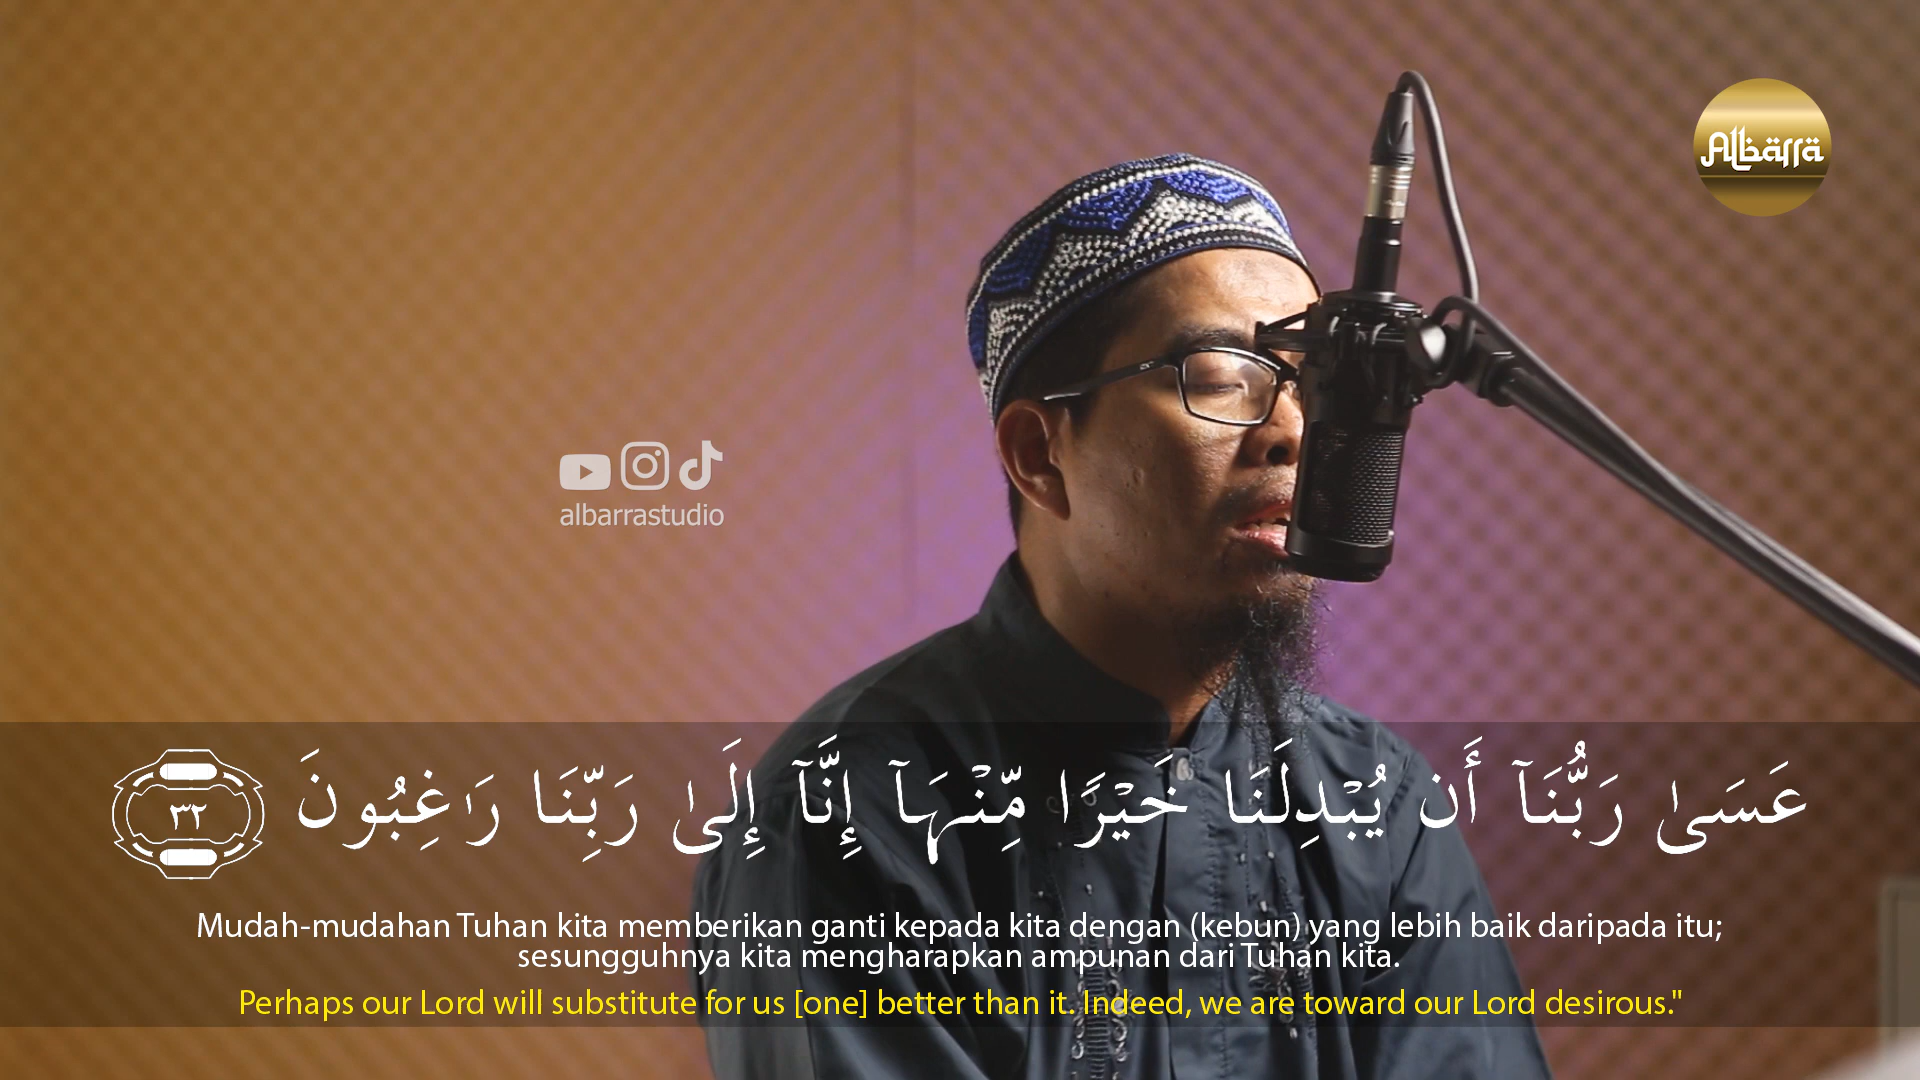 Albarra
albarrastudio
عَسَىٰ رَبُّنَآ أَن يُبْدِلَنَا خَيْرًا مِّنْهَآ إِنَّآ إِلَىٰ رَبِّنَا رَٰغِبُونَ ٣٢
Mudah-mudahan Tuhan kita memberikan ganti kepada kita dengan (kebun) yang lebih baik daripada itu;
sesungguhnya kita mengharapkan ampunan dari Tuhan kita.
Perhaps our Lord will substitute for us [one] better than it. Indeed, we are toward our Lord desirous."